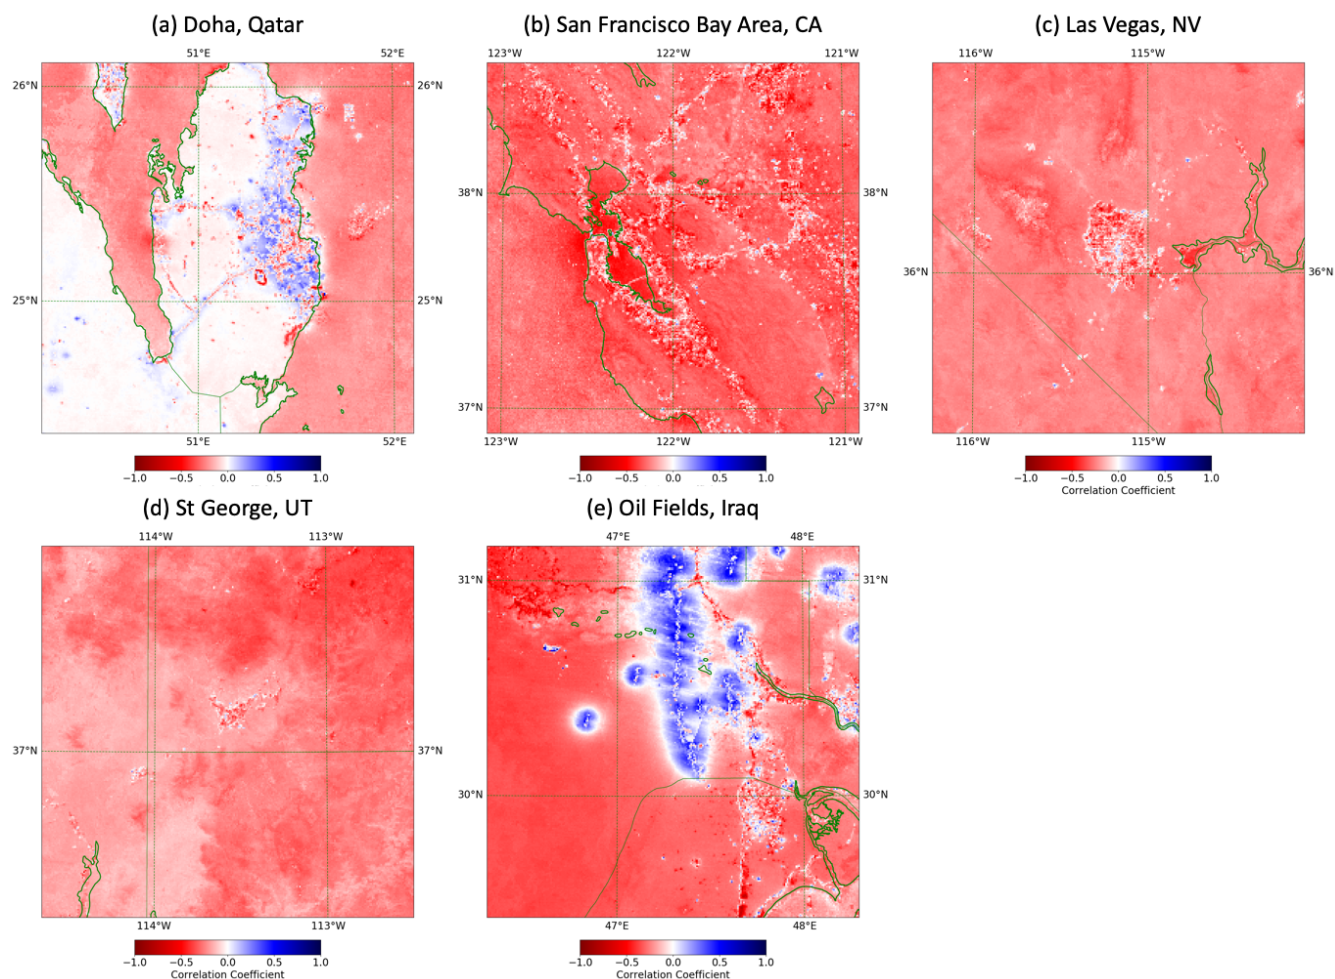 (a) Doha, Qatar
(b) San Francisco Bay Area, CA
(c) Las Vegas, NV
51°E 52°E
123°W 122°W 121°W
116°W 115°W
26°N 26°N
38°N 38°N
36°N 36°N
25°N 25°N
37°N 37°N
51°E 52°E
123°W 122°W 121°W
116°W 115°W
−1.0 −0.5 0.0 0.5 1.0
−1.0 −0.5 0.0 0.5 1.0
−1.0 −0.5 0.0 0.5 1.0
Correlation Coefficient
(d) St George, UT
(e) Oil Fields, Iraq
114°W 113°W
47°E 48°E
31°N 31°N
37°N 37°N
30°N 30°N
114°W 113°W
47°E 48°E
−1.0 −0.5 0.0 0.5 1.0
Correlation Coefficient
−1.0 −0.5 0.0 0.5 1.0
Correlation Coefficient